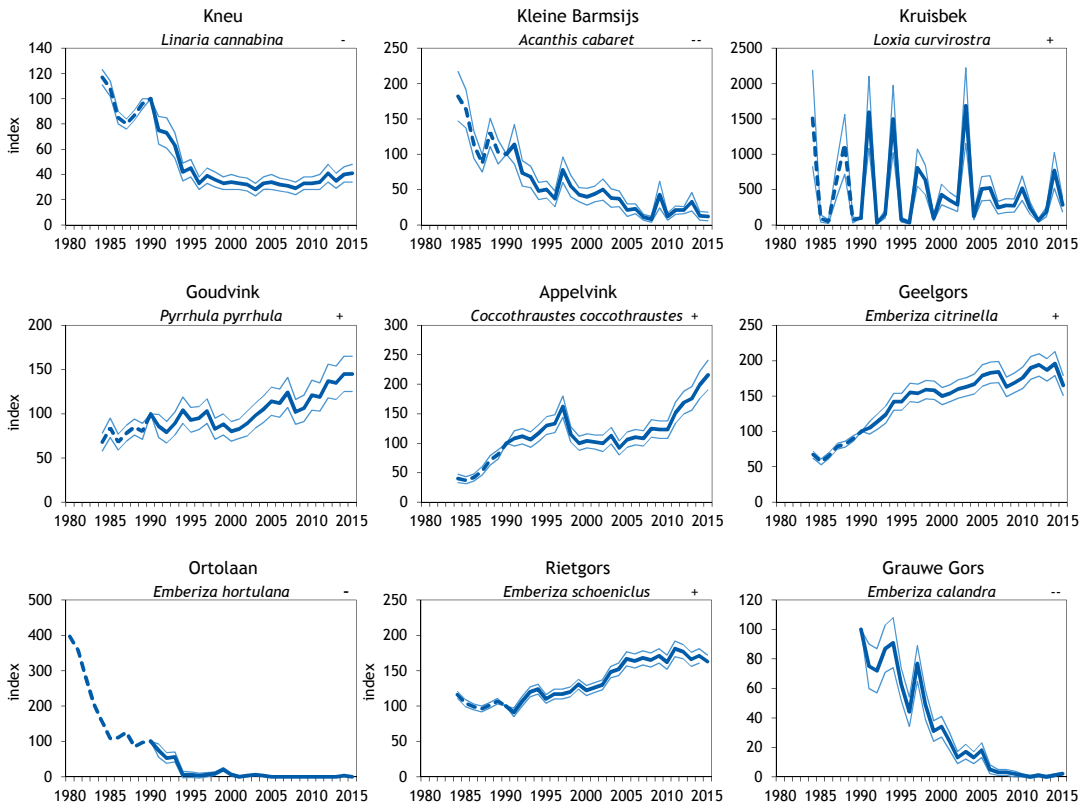 Kneu
Linaria cannabina -
140
120
100
80
60
40
20
0
index
1980 1985 1990 1995 2000 2005 2010 2015
Kleine Barmsijs
Acanthis cabaret --
250
200
150
100
50
0
1980 1985 1990 1995 2000 2005 2010 2015
Kruisbek
Loxia curvirostra +
2500
2000
1500
1000
500
0
1980 1985 1990 1995 2000 2005 2010 2015
Goudvink
Pyrrhula pyrrhula +
200
150
100
50
0
index
1980 1985 1990 1995 2000 2005 2010 2015
Appelvink
Coccothraustes coccothraustes +
300
250
200
150
100
50
0
1980 1985 1990 1995 2000 2005 2010 2015
Geelgors
Emberiza citrinella +
250
200
150
100
50
0
1980 1985 1990 1995 2000 2005 2010 2015
Ortolaan
Emberiza hortulana -
500
400
300
200
100
0
index
1980 1985 1990 1995 2000 2005 2010 2015
Rietgors
Emberiza schoeniclus +
250
200
150
100
50
0
index
1980 1985 1990 1995 2000 2005 2010 2015
Grauwe Gors
Emberiza calandra --
120
100
80
60
40
20
0
index
1980 1985 1990 1995 2000 2005 2010 2015